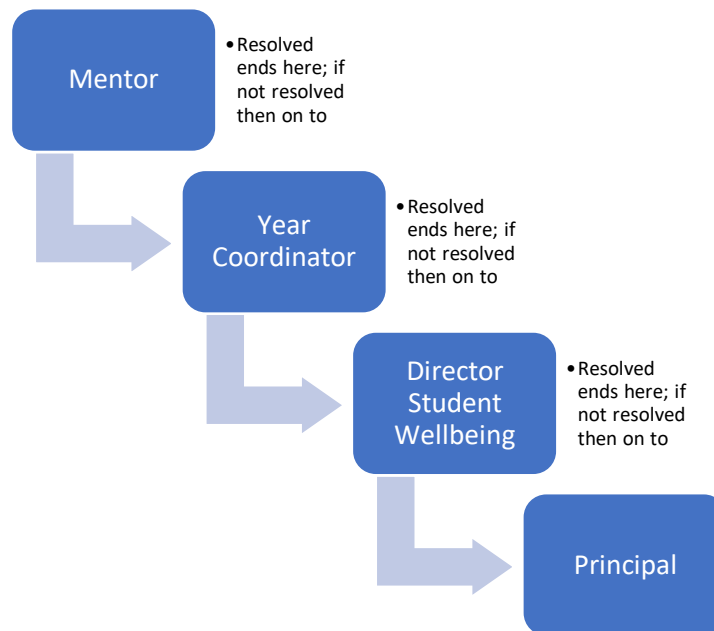 Mentor
•Resolved
ends here; if
not resolved
then on to
Year
Coordinator
•Resolved
ends here; if
not resolved
then on to
Director
Student
Wellbeing
•Resolved
ends here; if
not resolved
then on to
Principal